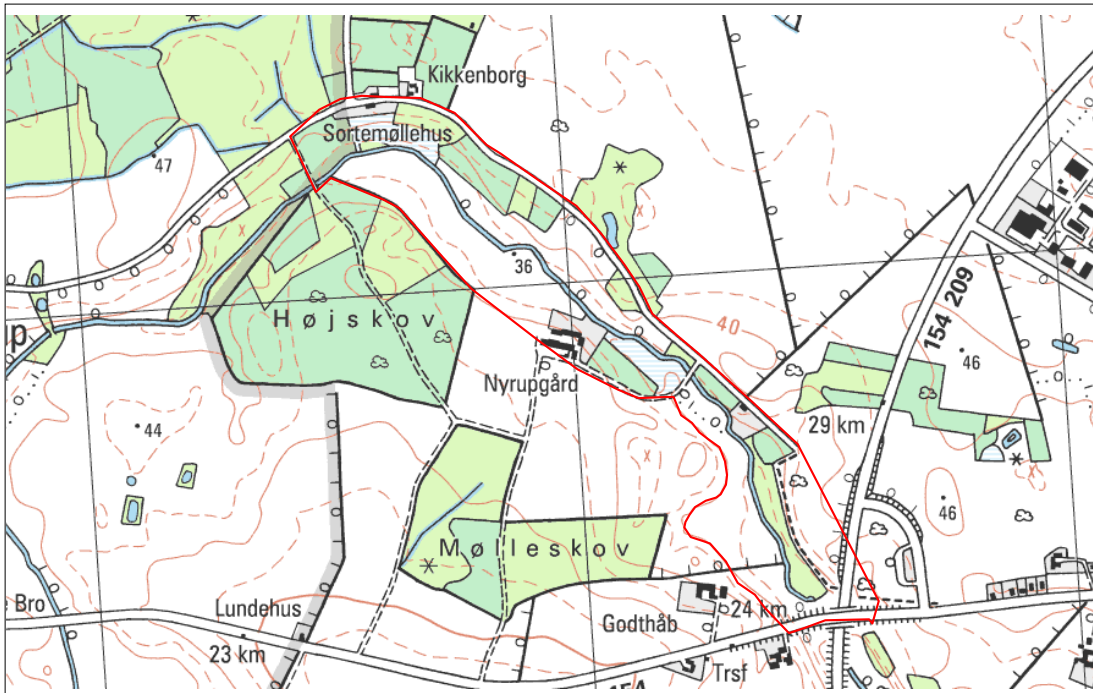 Kikkenborg
Sortemøllehus
47
36
Højskov
40
154 209
46
Nyrupgård
44
29 km
46
Mølleskov
e Bro
Lundehus
23 km
Godthåb
24 km
Trsf
154
p